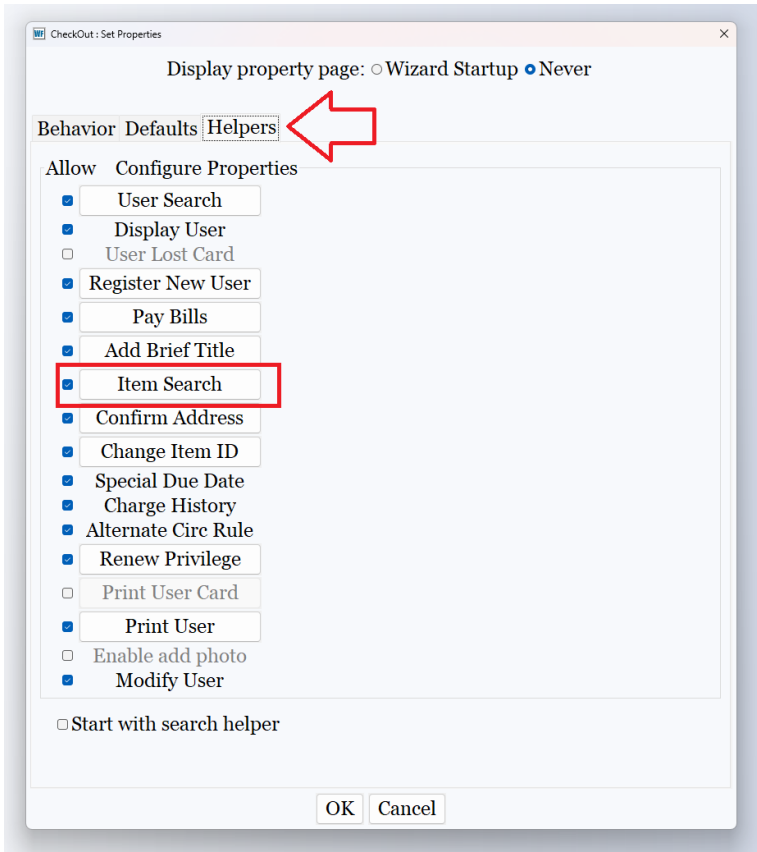 WF CheckOut : Set Properties
Display property page: Wizard Startup Never
Behavior Defaults Helpers
Allow Configure Properties
User Search
Display User
User Lost Card
Register New User
Pay Bills
Add Brief Title
Item Search
Confirm Address
Change Item ID
Special Due Date
Charge History
Alternate Circ Rule
Renew Privilege
Print User Card
Print User
Enable add photo
Modify User
Start with search helper
OK Cancel